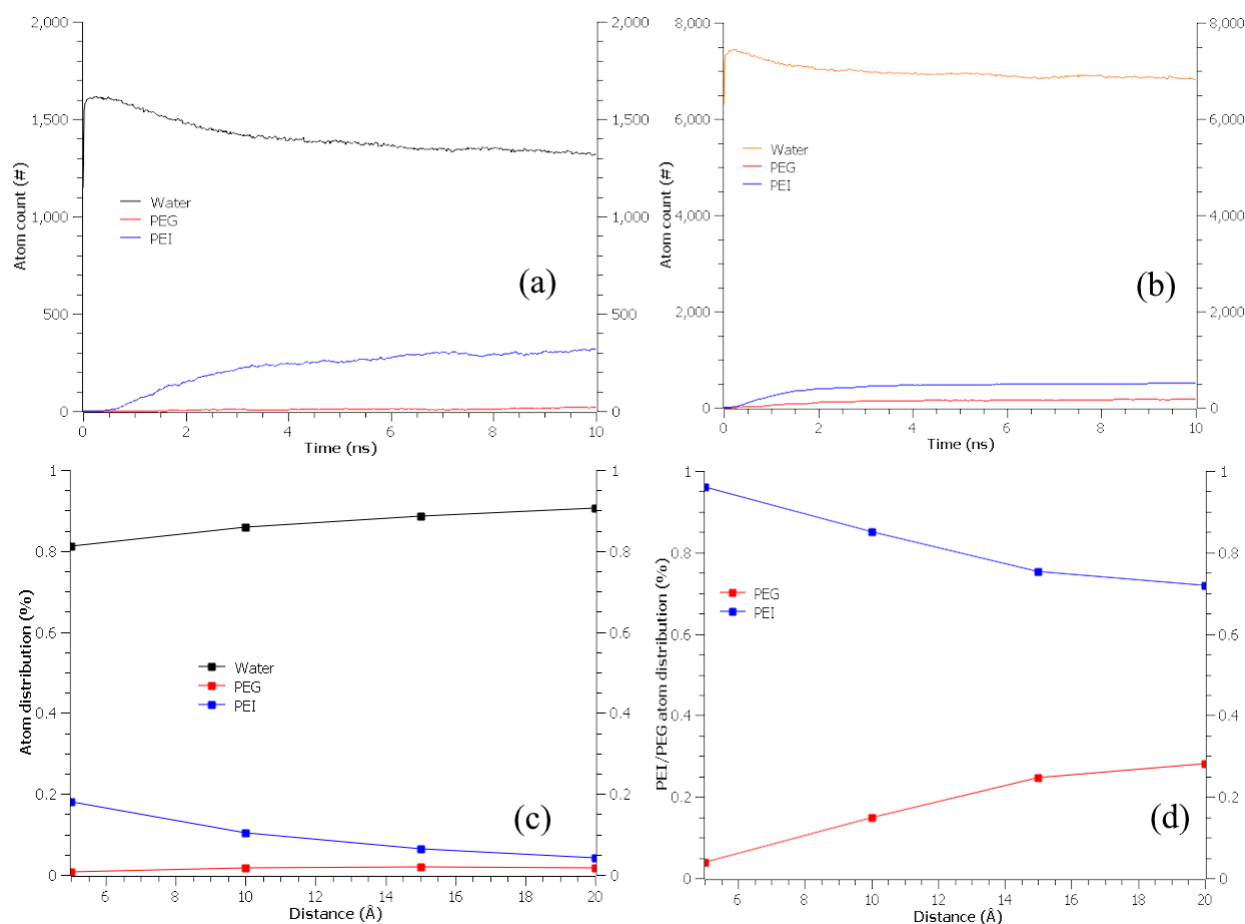 2,000
2,000
1,500
1,500
1,000
1,000
500
500
0
0
Atom count (#)
Atom count (#)
Water
PEG
PEI
(a)
0
2
4
6
8
10
Time (ns)
8,000
8,000
6,000
6,000
4,000
4,000
2,000
2,000
0
0
Atom count (#)
Atom count (#)
Water
PEG
PEI
(b)
0
2
4
6
8
10
Time (ns)
1
1
0.8
0.8
0.6
0.6
0.4
0.4
0.2
0.2
0
0
Atom distribution (%)
Water
PEG
PEI
(c)
6
8
10
12
14
16
18
20
Distance (Å)
1
1
0.8
0.8
0.6
0.6
0.4
0.4
0.2
0.2
0
0
PEI/PEG atom distribution (%)
PEG
PEI
(d)
6
8
10
12
14
16
18
20
Distance (Å)